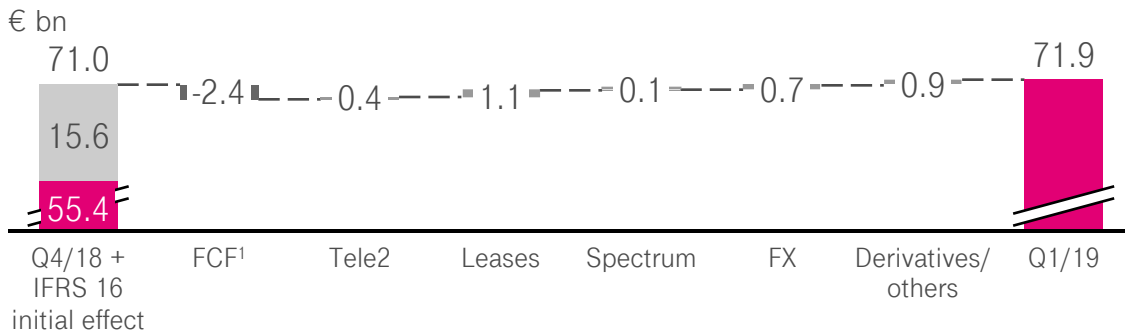 € bn
71.0
71.9
-2.4
0.4
1.1
0.1
0.7
0.9
15.6
55.4
Q4/18 +
IFRS 16
initial effect
FCF¹
Tele2
Leases
Spectrum
FX
Derivatives/
others
Q1/19